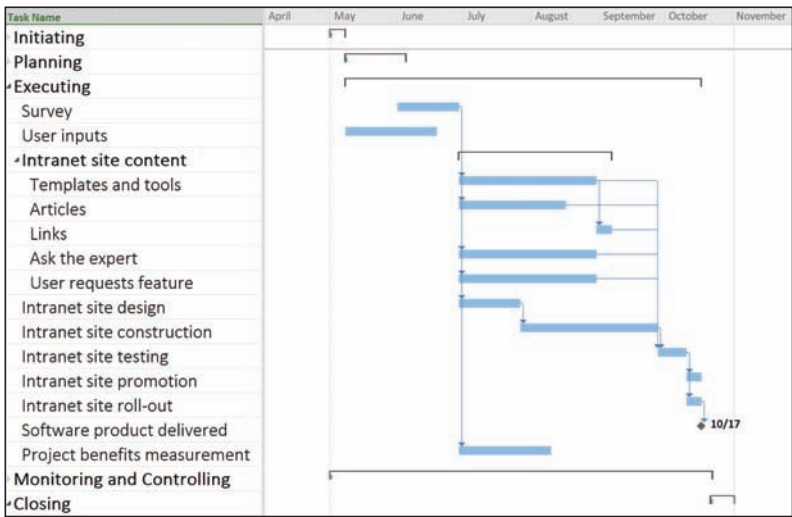 Task Name April May June July August September October November
Initiating
Planning
Executing
Survey
User inputs
Intranet site content
Templates and tools
Articles
Links
Ask the expert
User requests feature
Intranet site design
Intranet site construction
Intranet site testing
Intranet site promotion
Intranet site roll-out
Software product delivered 10/17
Project benefits measurement
Monitoring and Controlling
Closing